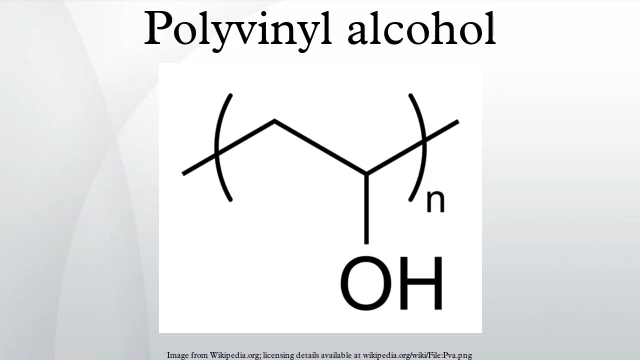 Polyvinyl alcohol
n
OH
Image from Wikipedia.org; licensing details available at wikipedia.org/wiki/File:Pva.png